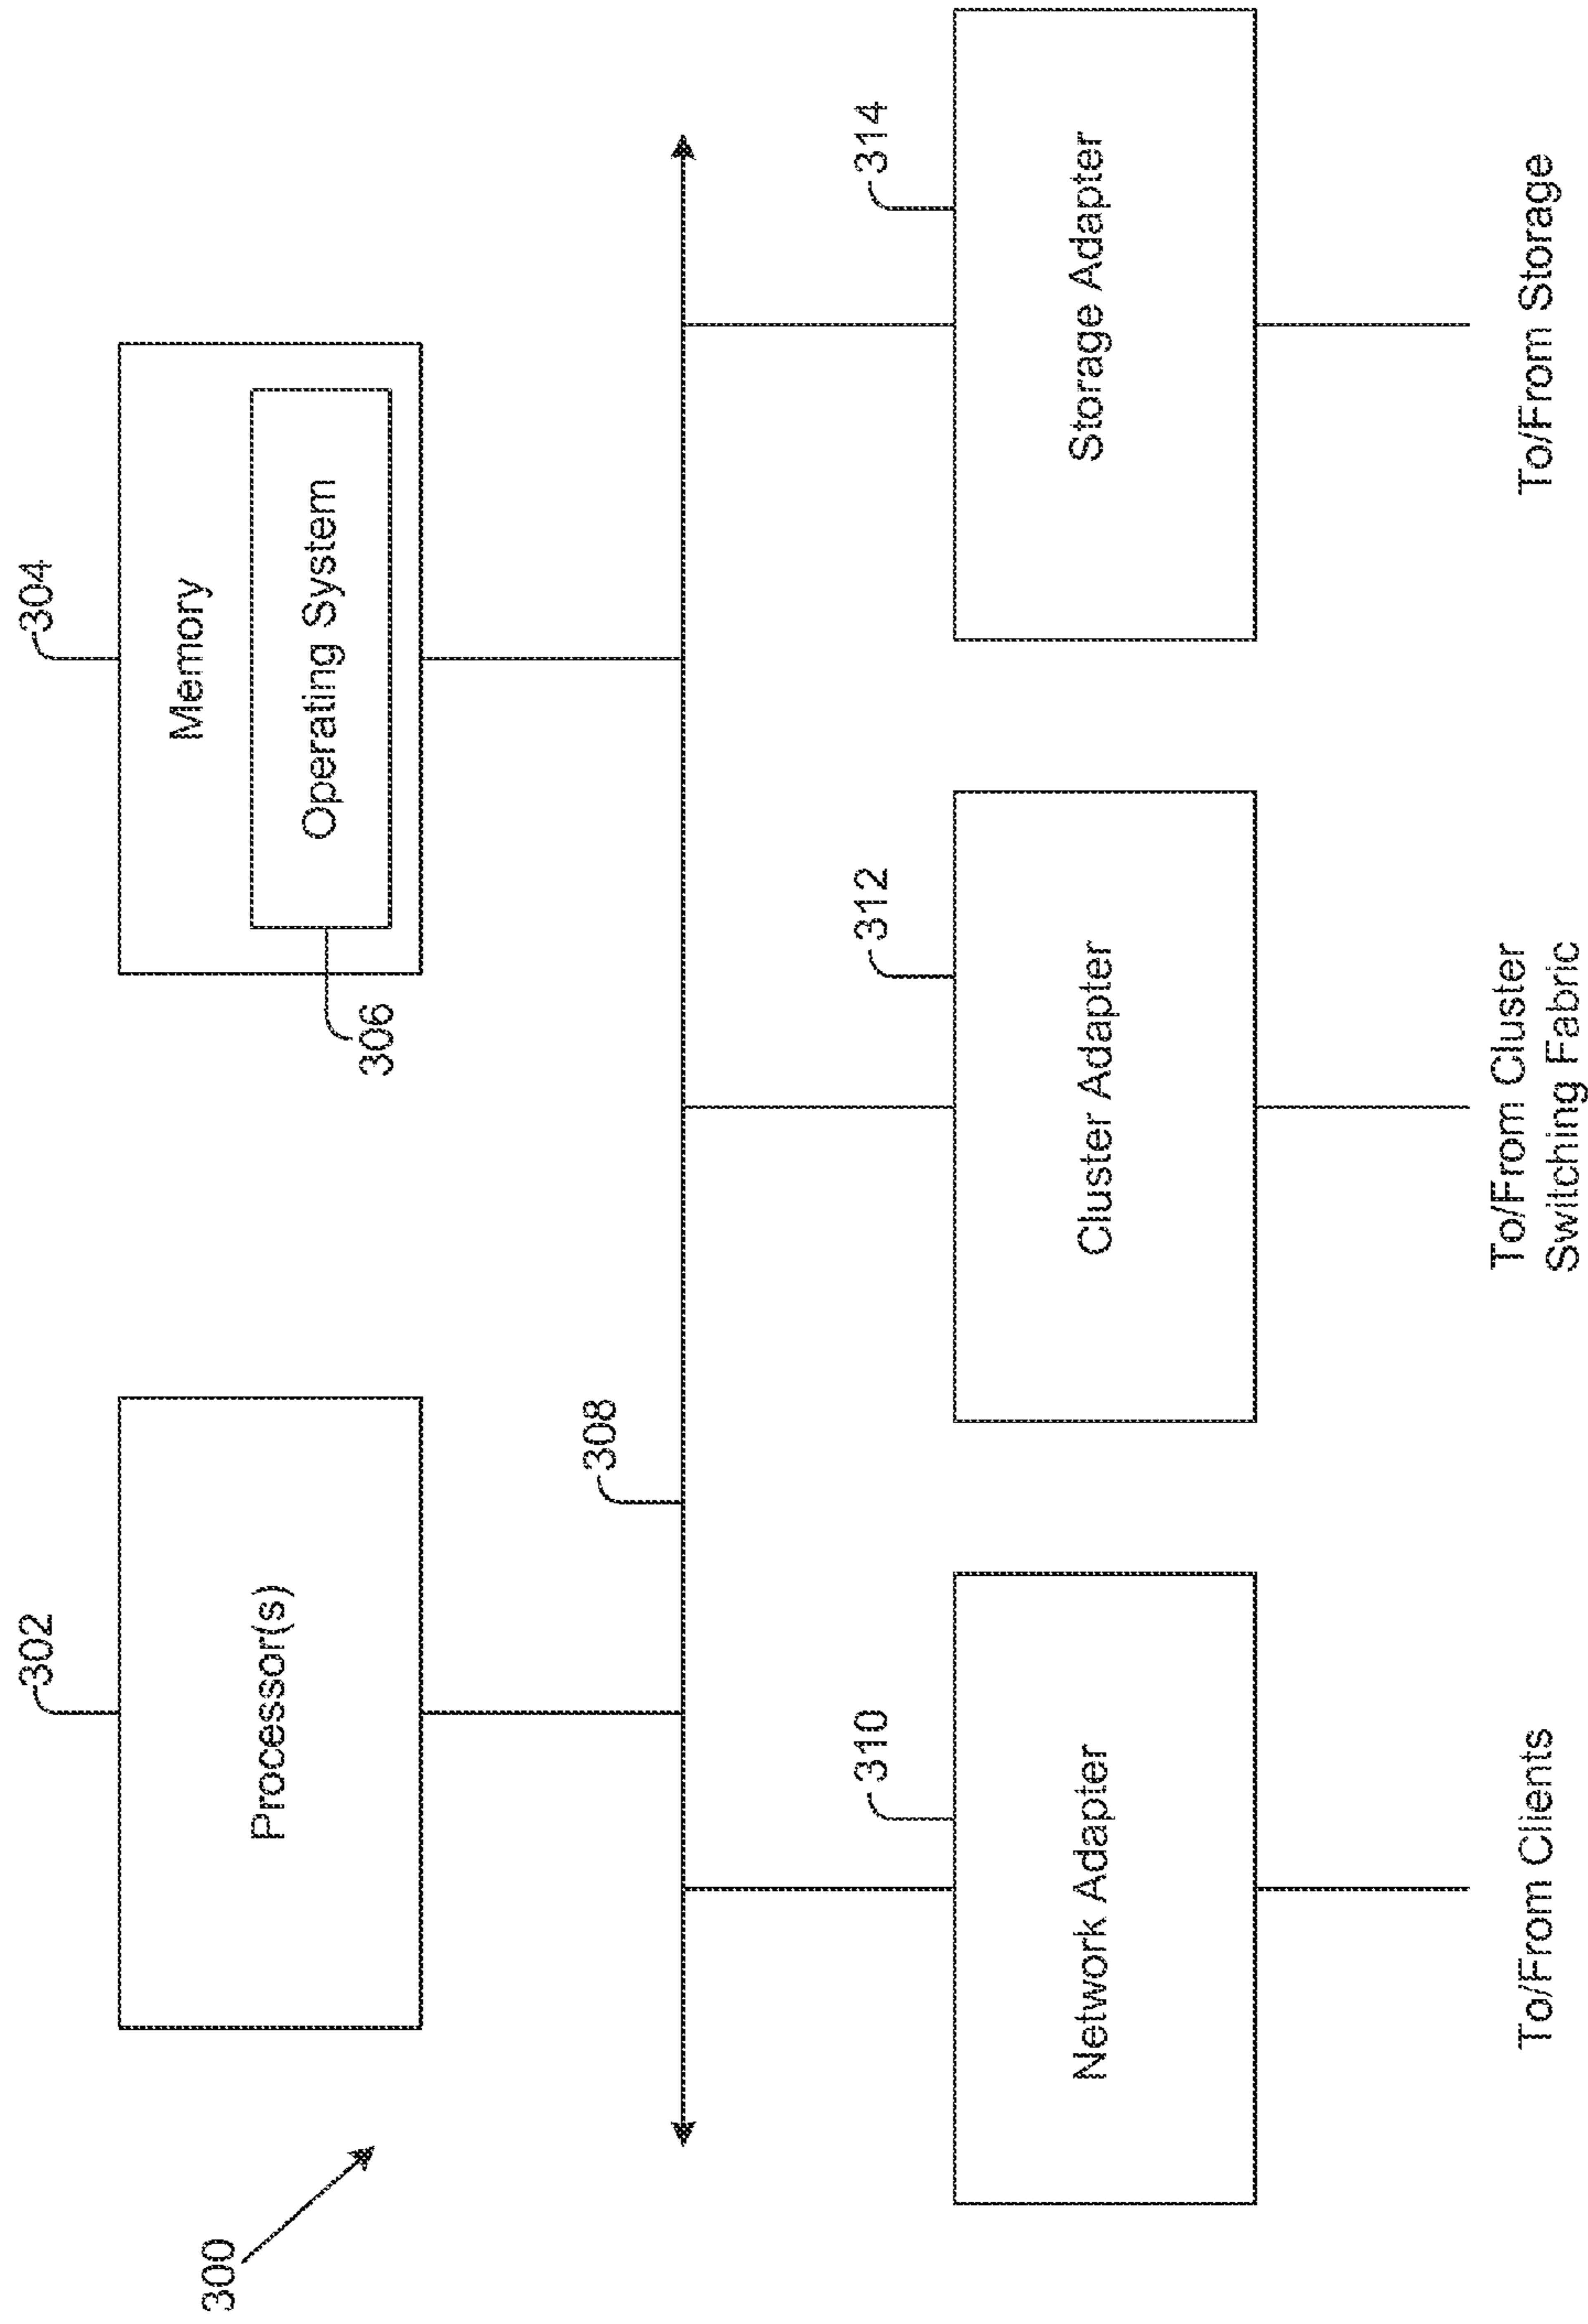 300
302
Processor(s)
304
Memory
Operating System
306
308
310
Network Adapter
312
Cluster Adapter
314
Storage Adapter
To/From Clients
To/From Cluster
Switching Fabric
To/From Storage